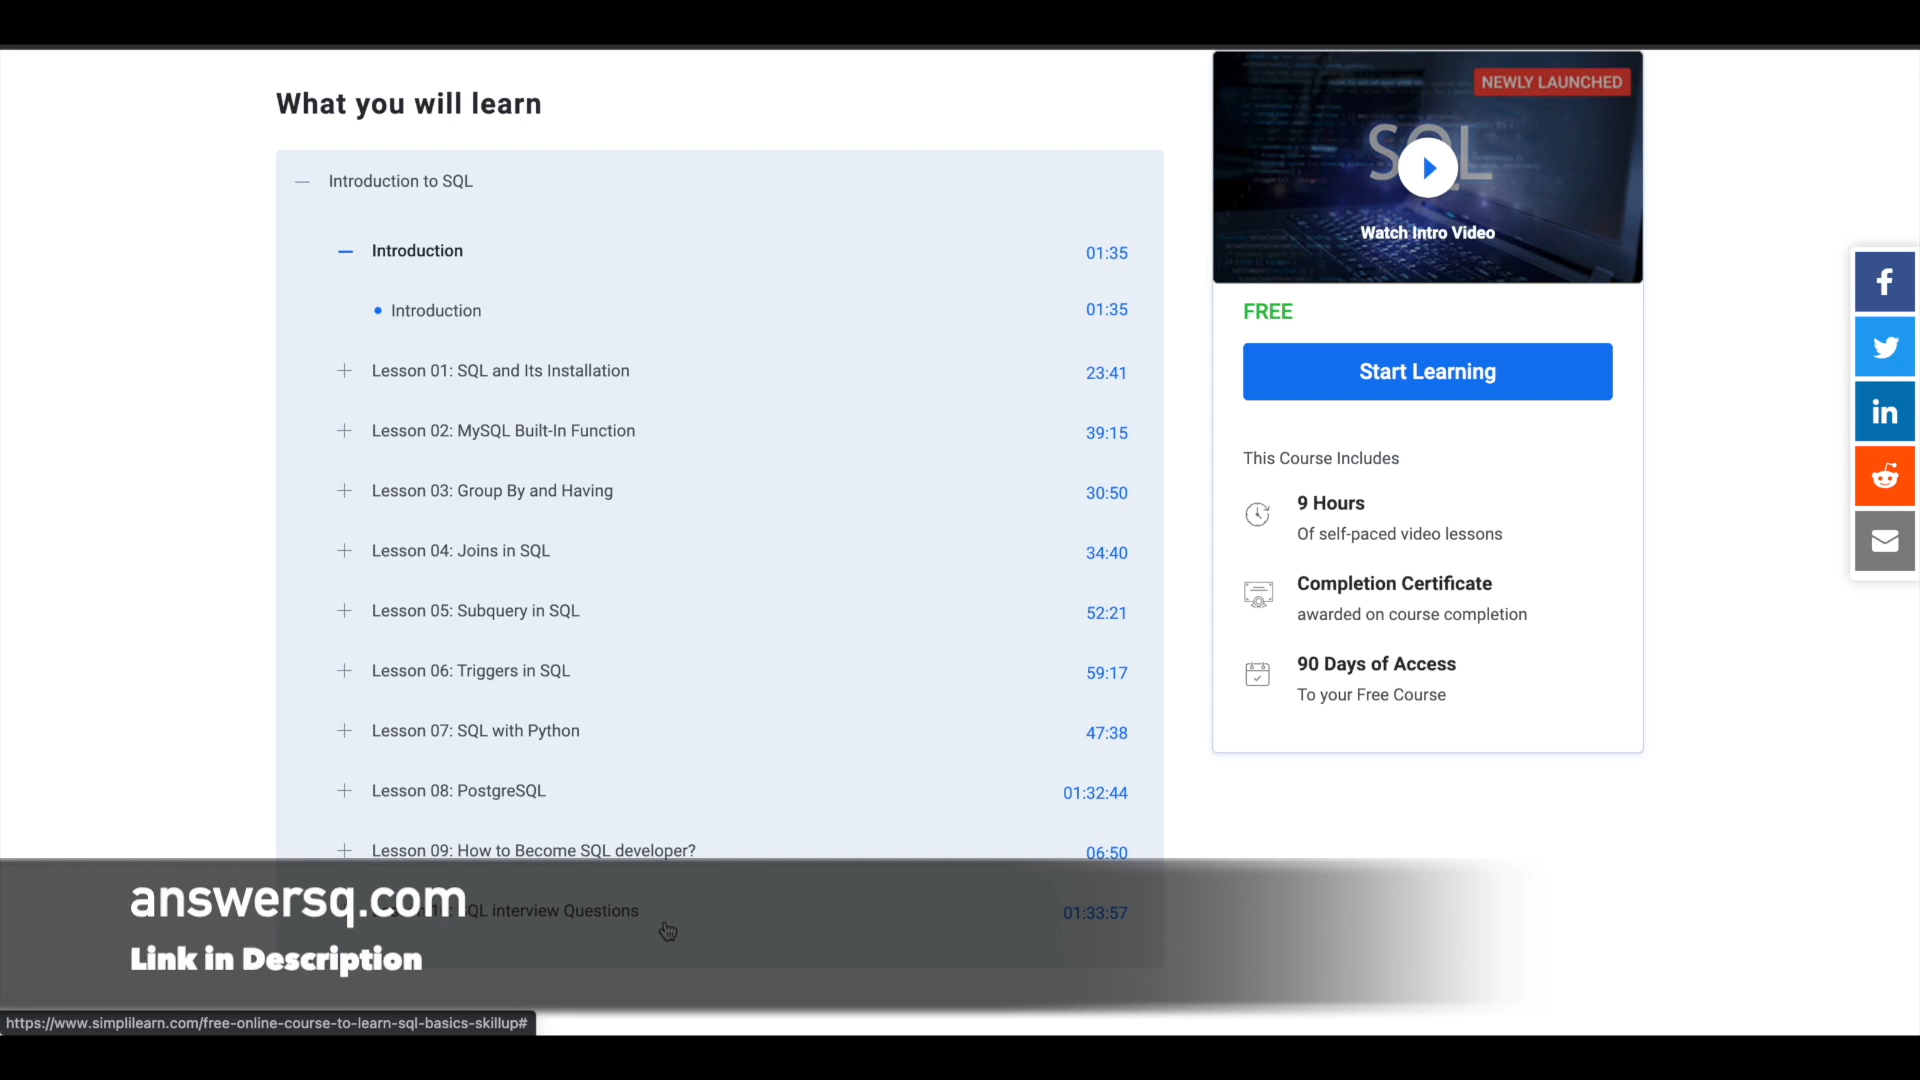 What you will learn
Introduction to SQL
Introduction 01:35
Introduction 01:35
Lesson 01: SQL and Its Installation 23:41
Lesson 02: MySQL Built-In Function 39:15
Lesson 03: Group By and Having 30:50
Lesson 04: Joins in SQL 34:40
Lesson 05: Subquery in SQL 52:21
Lesson 06: Triggers in SQL 59:17
Lesson 07: SQL with Python 47:38
Lesson 08: PostgreSQL 01:32:44
Lesson 09: How to Become SQL developer? 06:50
SQL interview Questions 01:33:57
NEWLY LAUNCHED
SQL
Watch Intro Video
FREE
Start Learning
This Course Includes
9 Hours
Of self-paced video lessons
Completion Certificate
awarded on course completion
90 Days of Access
To your Free Course
f
in
answersq.com
Link in Description
https://www.simplilearn.com/free-online-course-to-learn-sql-basics-skillup#